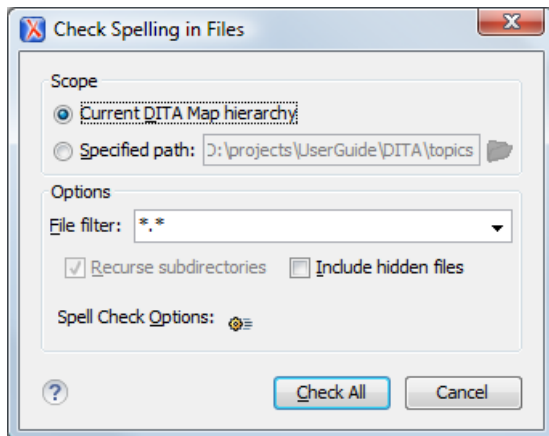 Check Spelling in Files
Scope
Current DITA Map hierarchy
Specified path: D:\projects\UserGuide\DITA\topics
Options
File filter: *.*
Recurse subdirectories Include hidden files
Spell Check Options:
Check All Cancel